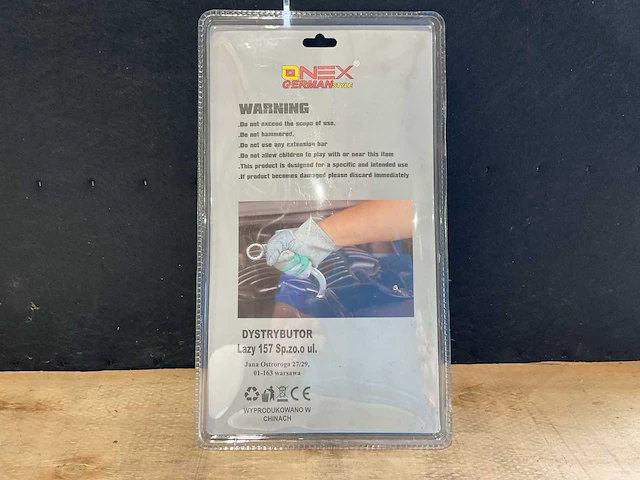 ONEX ®
GERMAN STYLE
WARNING
.Do not exceed the scope of use.
.Do not hammered.
.Do not use any extension bar
.Do not allow children to play with or near this item
.This product is designed for a specific and intended use
.If product becomes damaged please discard immediately
DYSTRYBUTOR
Lazy 157 Sp.zo.o ul.
Jana Ostroroga 27/29,
01-163 warsawa
CE
WYPRODUKOWANO W
CHINACH